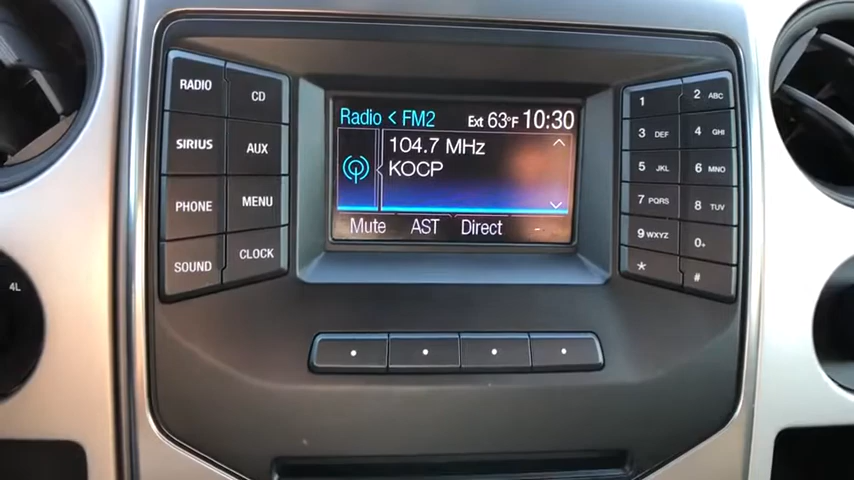 RADIO
CD
SIRIUS
AUX
PHONE
MENU
SOUND
CLOCK
Radio < FM2 Ext 63°F 10:30
104.7 MHz
KOCP
Mute AST Direct -
1
2 ABC
3 DEF
4 GHI
5 JKL
6 MNO
7 PQRS
8 TUV
9 WXYZ
0+
*
#
4L